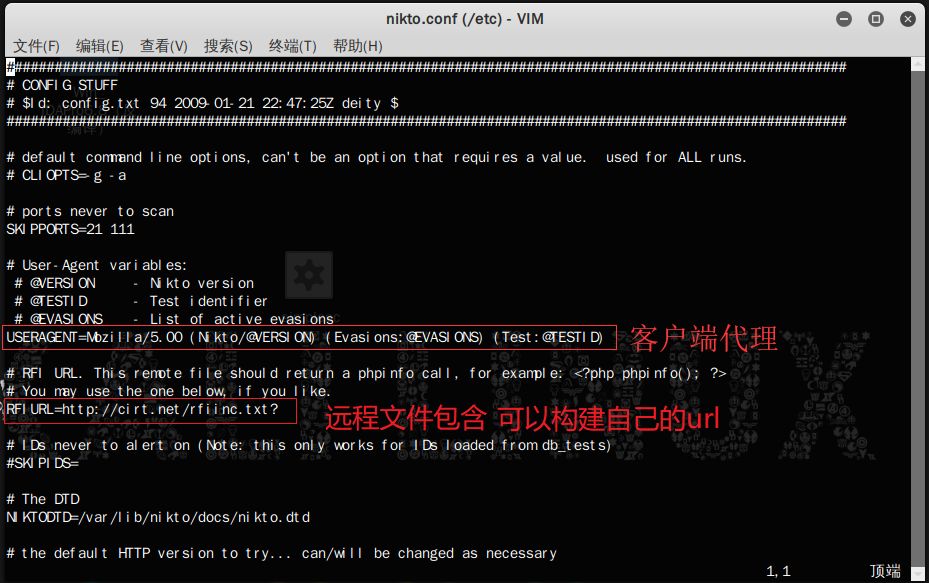 nikto.conf (/etc) - VIM
文件(F) 编辑(E) 查看(V) 搜索(S) 终端(T) 帮助(H)
#########################################################################################################
# CONFIG STUFF
# $Id: config.txt 94 2009-01-21 22:47:25Z deity $
#########################################################################################################
# default command line options, can't be an option that requires a value.  used for ALL runs.
# CLIOPTS=-g -a
# ports never to scan
SKIPPORTS=21 111
# User-Agent variables:
# @VERSION - Nikto version
# @TESTID - Test identifier
# @EVASIONS - List of active evasions
USERAGENT=Mozilla/5.00 (Nikto/@VERSION) (Evasions:@EVASIONS) (Test:@TESTID) 客户端代理
# RFI URL. This remote file should return a phpinfo call, for example: <?php phpinfo(); ?>
# You may use the one below, if you like.
RFIURL=http://cirt.net/rfiinc.txt? 远程文件包含 可以构建自己的url
# IDs never to alert on (Note: this only works for IDs loaded from db_tests)
#SKIPIDS=
# The DTD
NIKTODTD=/var/lib/nikto/docs/nikto.dtd
# the default HTTP version to try... can/will be changed as necessary
1,1 顶端